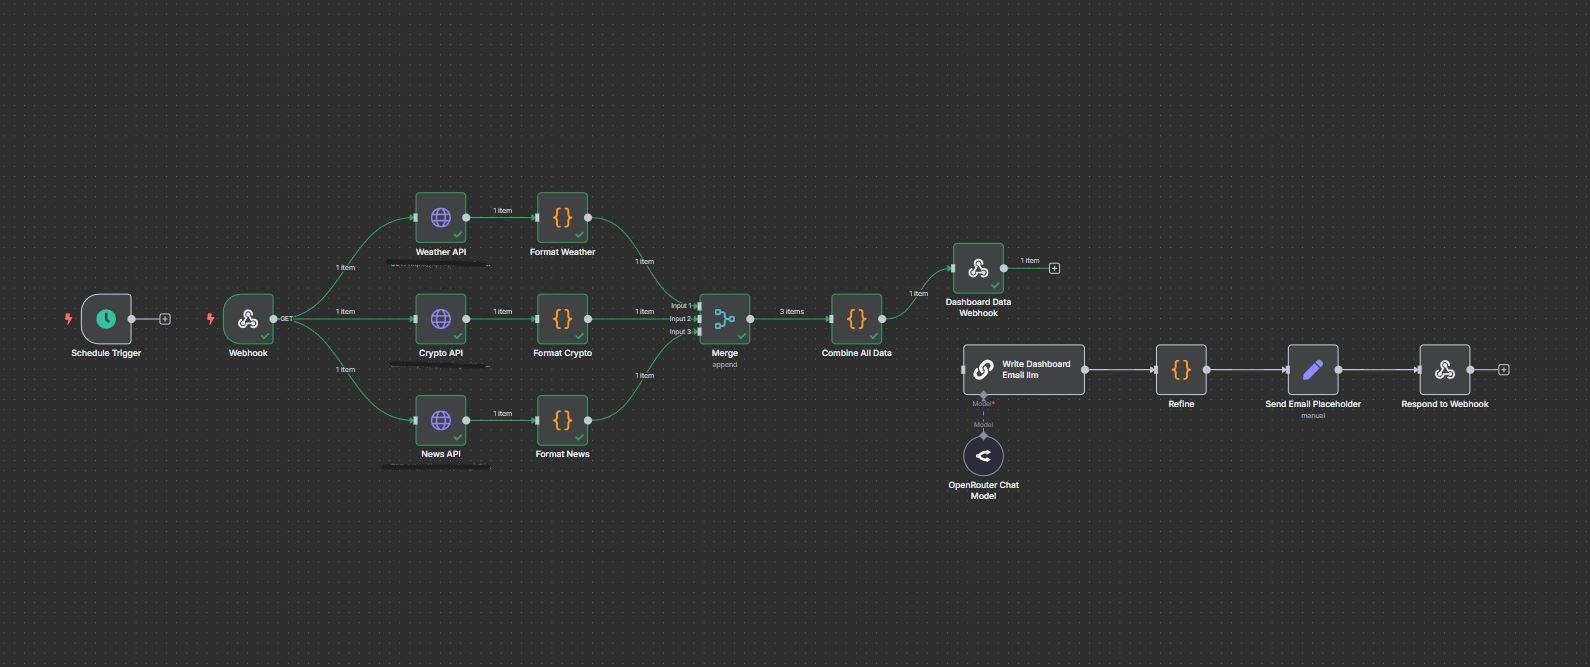 Schedule Trigger
Webhook
GET
1 item
1 item
1 item
Weather API
1 item
Format Weather
1 item
Crypto API
1 item
Format Crypto
1 item
News API
1 item
Format News
1 item
Input 1
Input 2
Input 3
Merge
append
3 items
Combine All Data
1 item
Dashboard Data
Webhook
1 item
Write Dashboard
Email llm
Model*
Model
OpenRouter Chat
Model
Refine
Send Email Placeholder
manual
Respond to Webhook